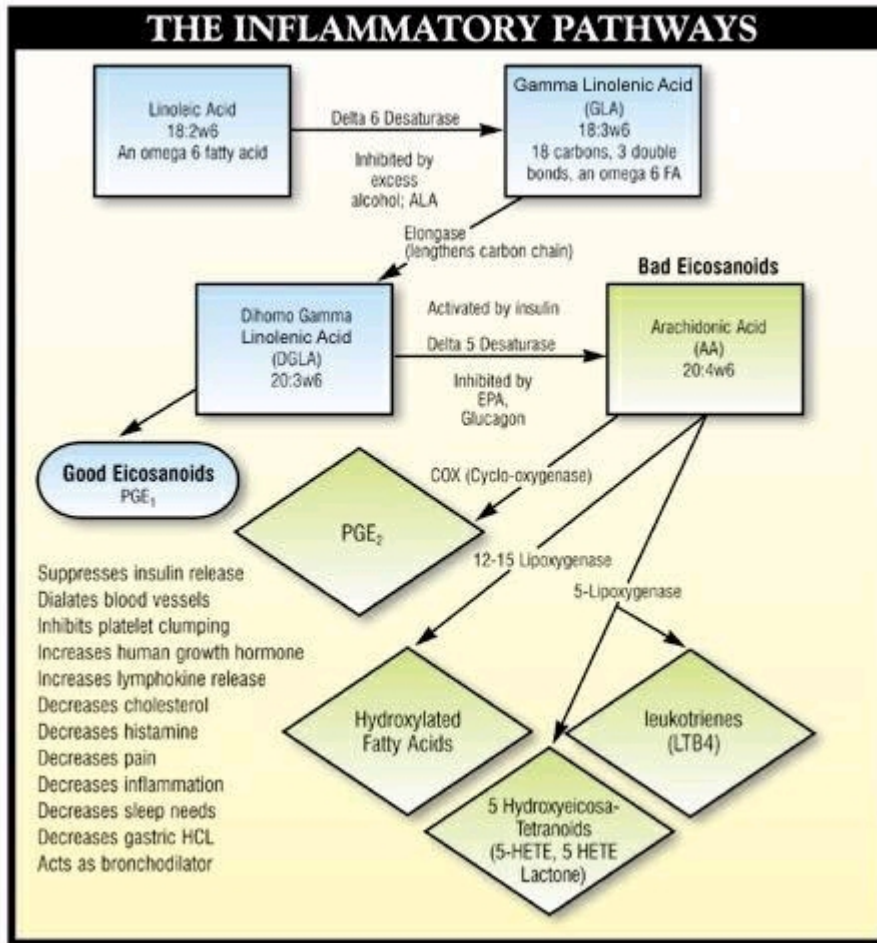 THE INFLAMMATORY PATHWAYS
Linoleic Acid
18:2w6
An omega 6 fatty acid
Delta 6 Desaturase
Inhibited by
excess
alcohol; ALA
Gamma Linolenic Acid
(GLA)
18:3w6
18 carbons, 3 double
bonds, an omega 6 FA
Elongase
(lengthens carbon chain)
Bad Eicosanoids
Dihomo Gamma
Linolenic Acid
(DGLA)
20:3w6
Activated by insulin
Delta 5 Desaturase
Inhibited by
EPA,
Glucagon
Arachidonic Acid
(AA)
20:4w6
Good Eicosanoids
PGE₁
COX (Cyclo-oxygenase)
PGE₂
12-15 Lipoxygenase
5-Lipoxygenase
Suppresses insulin release
Dialates blood vessels
Inhibits platelet clumping
Increases human growth hormone
Increases lymphokine release
Decreases cholesterol
Decreases histamine
Decreases pain
Decreases inflammation
Decreases sleep needs
Decreases gastric HCL
Acts as bronchodilator
Hydroxylated
Fatty Acids
leukotrienes
(LTB4)
5 Hydroxyeicosa-
Tetranoids
(5-HETE, 5 HETE
Lactone)